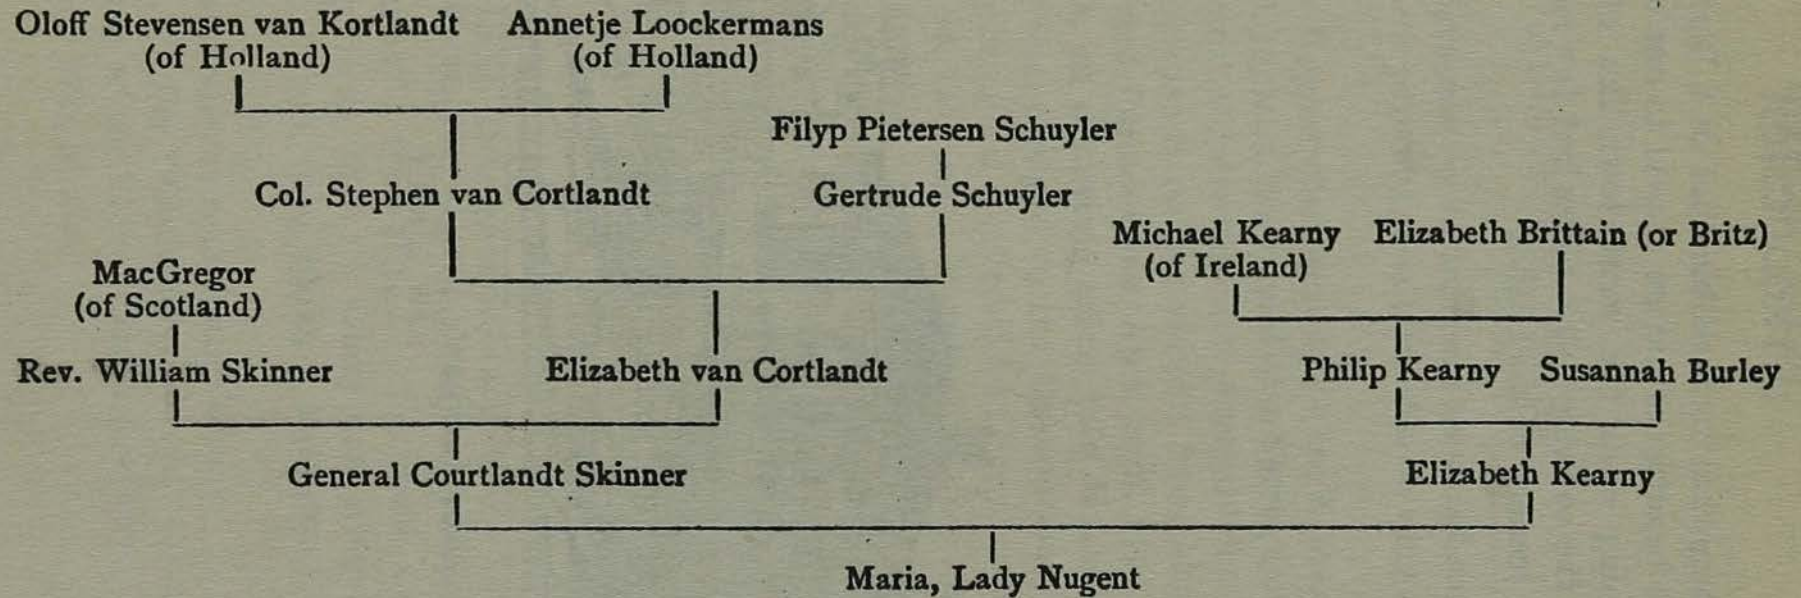 Oloff Stevensen van Kortlandt Annetje Loockermans
(of Holland) (of Holland)
Filyp Pietersen Schuyler
Col. Stephen van Cortlandt Gertrude Schuyler
Michael Kearny Elizabeth Brittain (or Britz)
(of Ireland)
MacGregor
(of Scotland)
Rev. William Skinner Elizabeth van Cortlandt Philip Kearny Susannah Burley
General Courtlandt Skinner Elizabeth Kearny
Maria, Lady Nugent